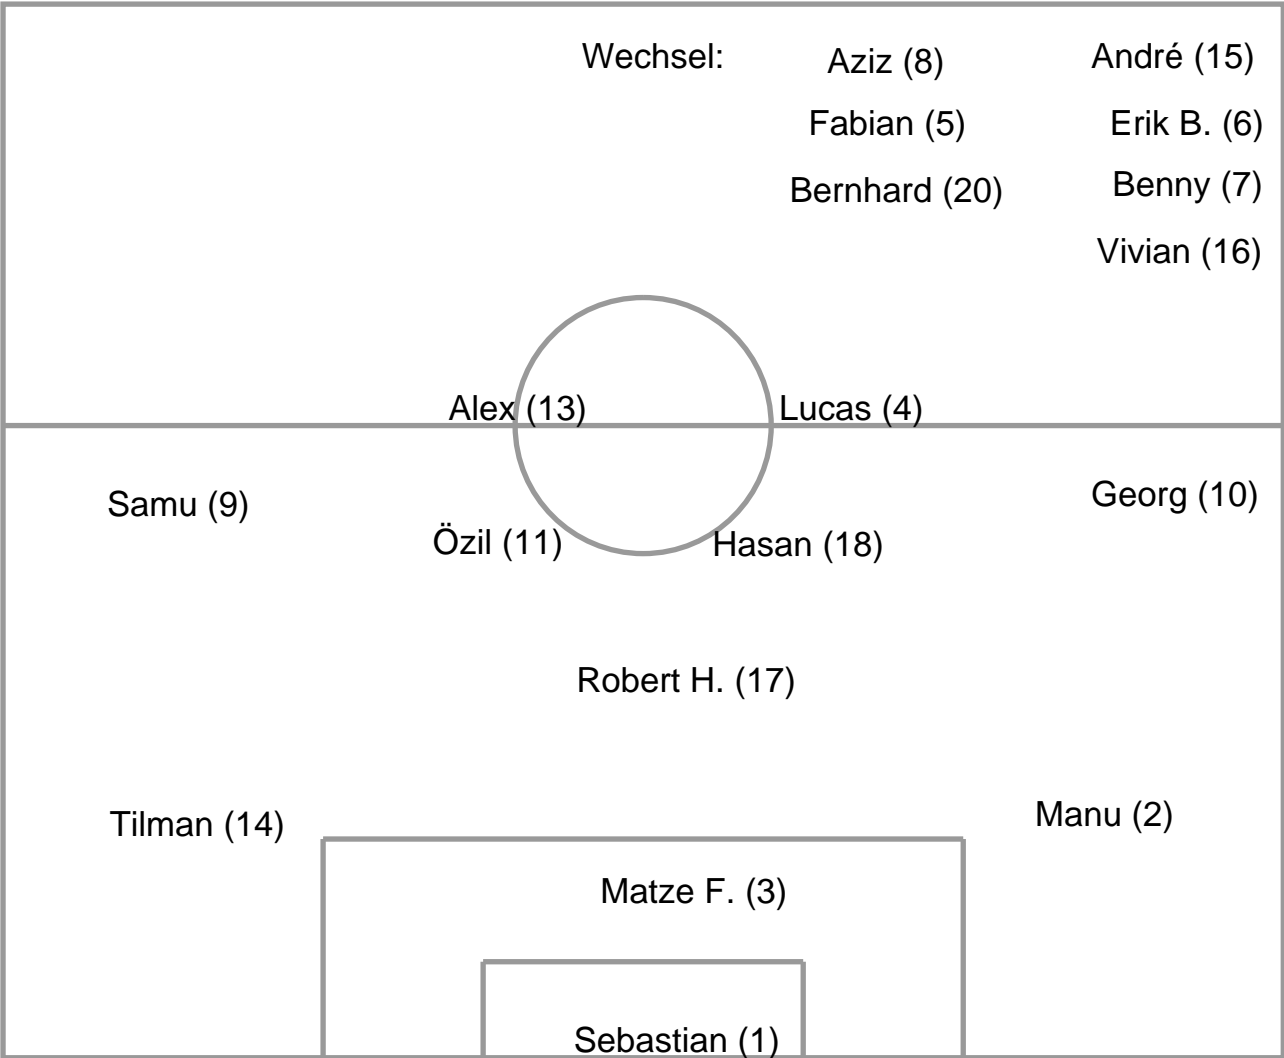 Wechsel: Aziz (8) André (15)
Fabian (5) Erik B. (6)
Bernhard (20) Benny (7)
Vivian (16)
Alex (13) Lucas (4)
Samu (9) Georg (10)
Özil (11) Hasan (18)
Robert H. (17)
Tilman (14) Manu (2)
Matze F. (3)
Sebastian (1)